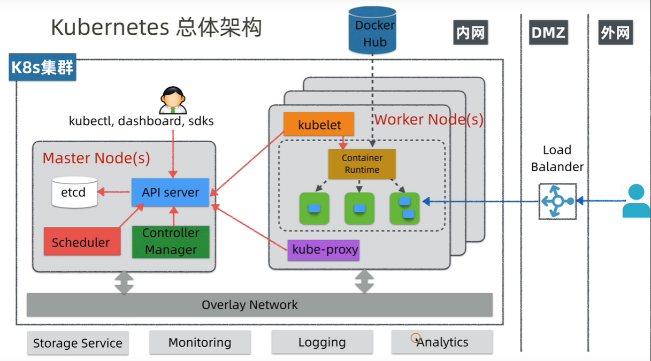 Kubernetes 总体架构
Docker
Hub
内网
DMZ
外网
K8s集群
kubectl, dashboard, sdks
kubelet
Worker Node(s)
Master Node(s)
Container
Runtime
Load
Balander
etcd
API server
Scheduler
Controller
Manager
kube-proxy
Overlay Network
Storage Service
Monitoring
Logging
Analytics